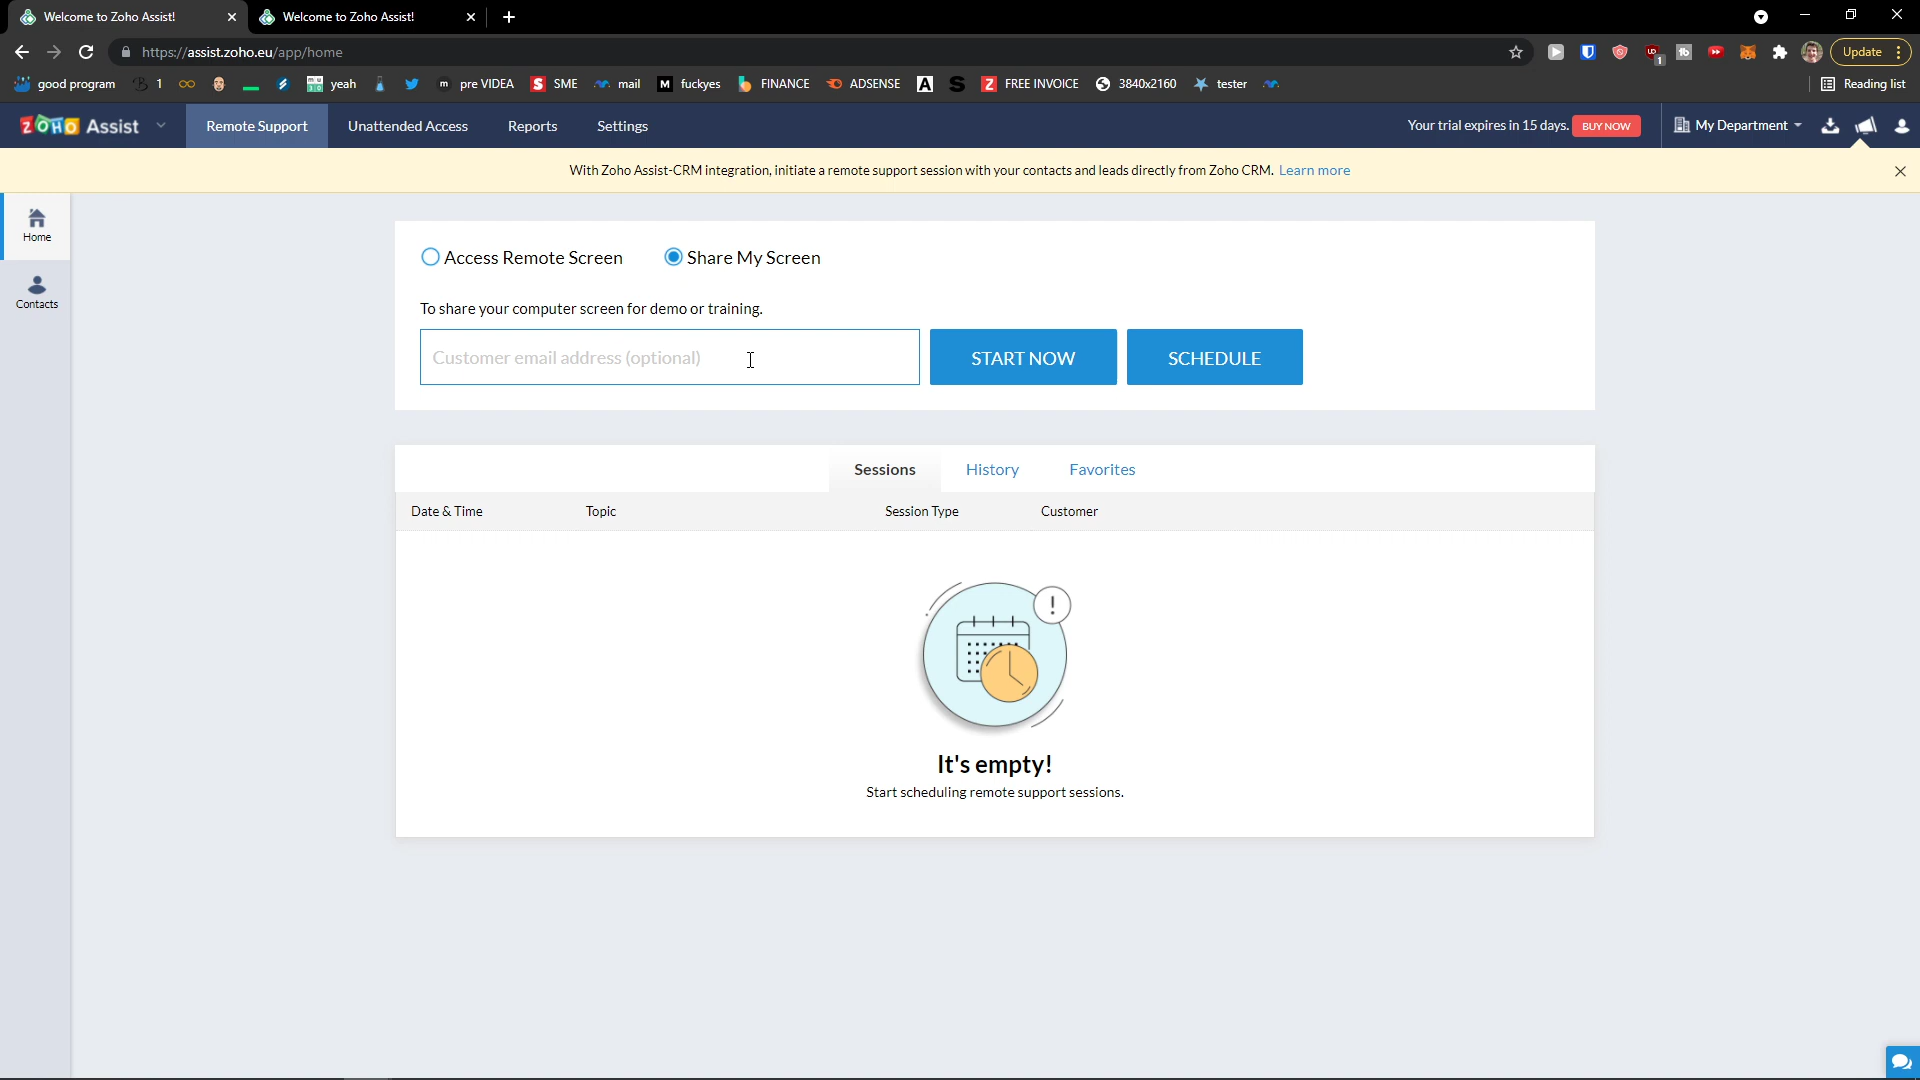 Welcome to Zoho Assist!
Welcome to Zoho Assist!
https://assist.zoho.eu/app/home
Update
good program
1
yeah
pre VIDEA
SME
mail
fuckyes
FINANCE
ADSENSE
FREE INVOICE
3840x2160
tester
Reading list
ZOHO Assist
Remote Support
Unattended Access
Reports
Settings
Your trial expires in 15 days. BUY NOW
My Department
With Zoho Assist-CRM integration, initiate a remote support session with your contacts and leads directly from Zoho CRM. Learn more
Home
Contacts
Access Remote Screen
Share My Screen
To share your computer screen for demo or training.
Customer email address (optional)
START NOW
SCHEDULE
Sessions
History
Favorites
Date & Time
Topic
Session Type
Customer
It's empty!
Start scheduling remote support sessions.